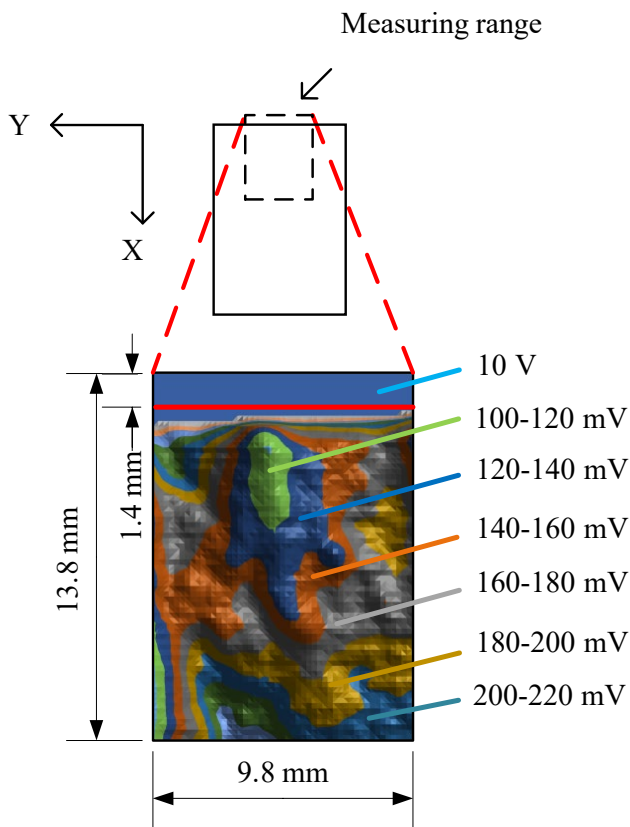 Measuring range
Y
X
10 V
100-120 mV
120-140 mV
140-160 mV
160-180 mV
180-200 mV
200-220 mV
1.4 mm
13.8 mm
9.8 mm